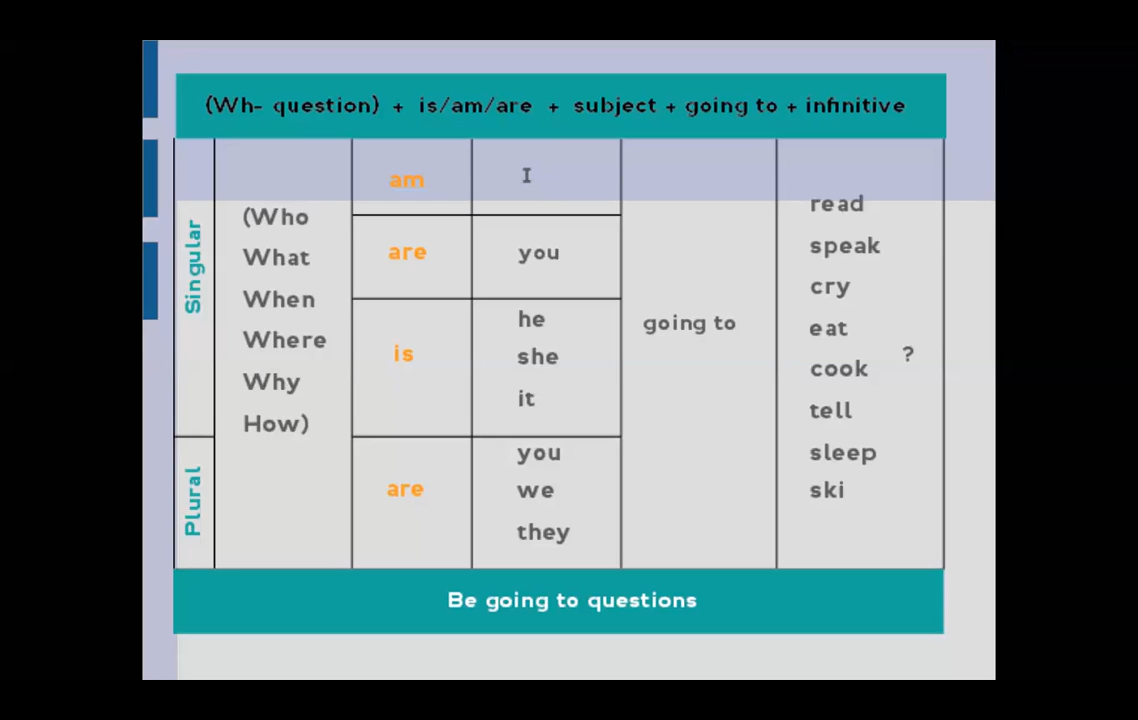 (Wh- question) + is/am/are + subject + going to + infinitive
Singular
(Who
What
When
Where
Why
How)
am
I
are
you
is
he
she
it
Plural
are
you
we
they
going to
read
speak
cry
eat
cook
tell
sleep
ski
?
Be going to questions